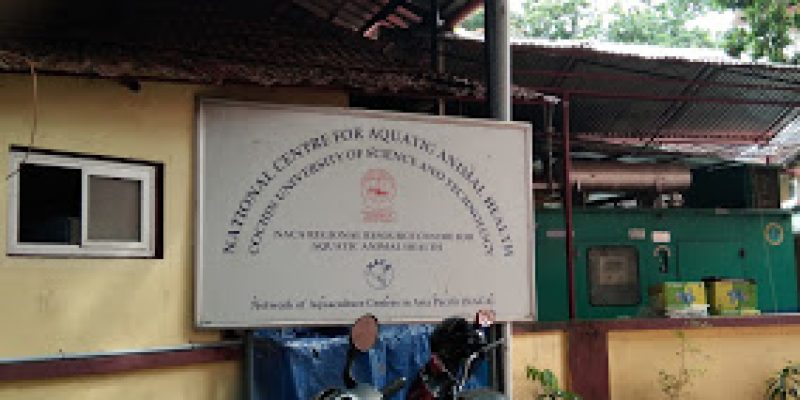 NATIONAL CENTRE FOR AQUATIC ANIMAL HEALTH
COCHIN UNIVERSITY OF SCIENCE AND TECHNOLOGY
NACA REGIONAL RESOURCE CENTRE FOR
AQUATIC ANIMAL HEALTH
Network of Aquaculture Centres in Asia Pacific (NACA)